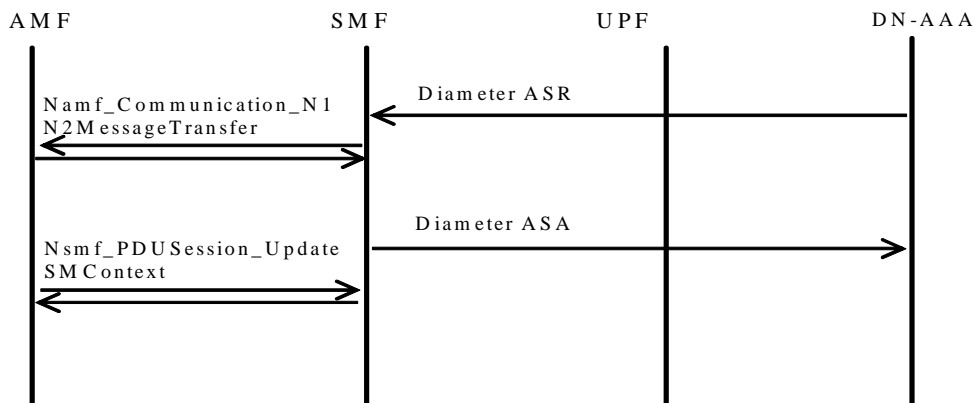 AMF
SMF
UPF
DN-AAA
Diameter ASR
Namf_Communication_N1
N2MessageTransfer
Diameter ASA
Nsmf_PDUSession_Update
SMContext